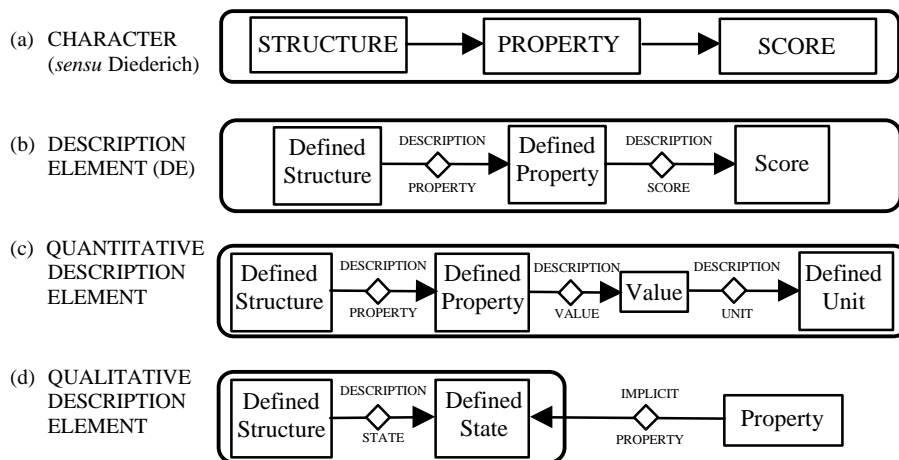 (a) CHARACTER
(sensu Diederich)
STRUCTURE
PROPERTY
SCORE
(b) DESCRIPTION
ELEMENT (DE)
Defined
Structure
DESCRIPTION
PROPERTY
Defined
Property
DESCRIPTION
SCORE
Score
(c) QUANTITATIVE
DESCRIPTION
ELEMENT
Defined
Structure
DESCRIPTION
PROPERTY
Defined
Property
DESCRIPTION
VALUE
Value
DESCRIPTION
UNIT
Defined
Unit
(d) QUALITATIVE
DESCRIPTION
ELEMENT
Defined
Structure
DESCRIPTION
STATE
Defined
State
IMPLICIT
PROPERTY
Property